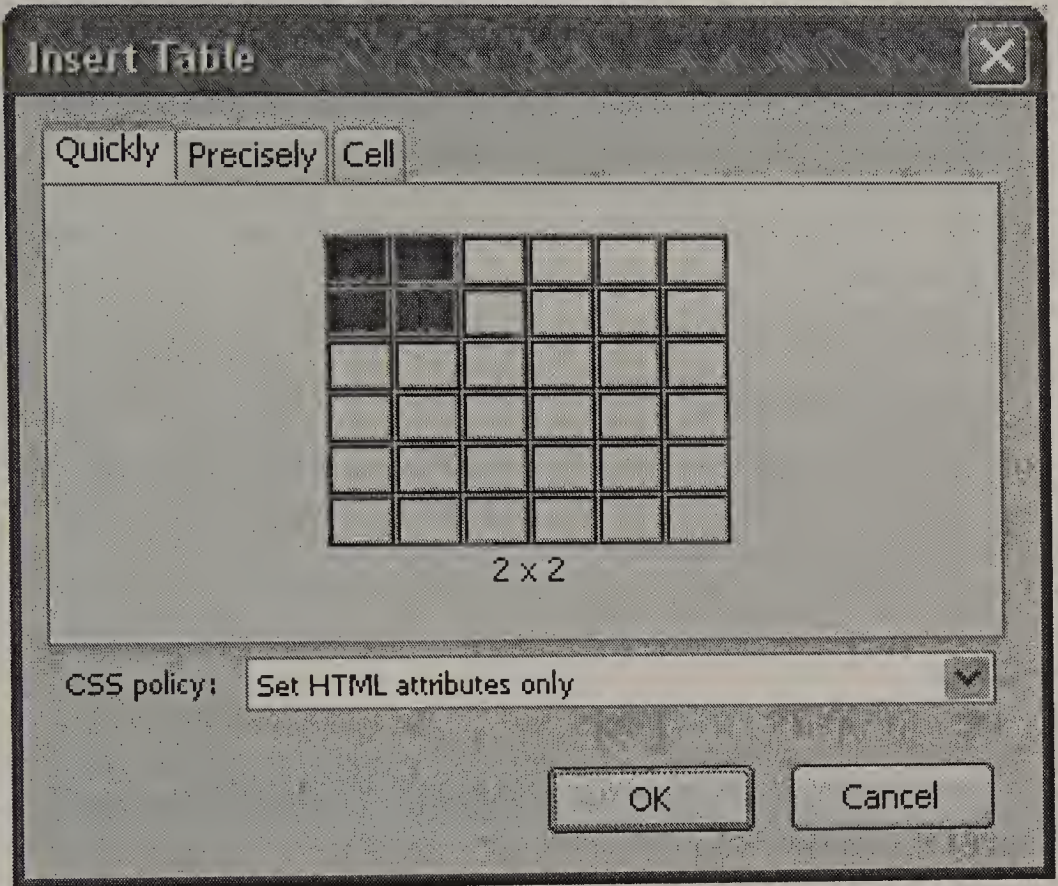 Insert Table
Quickly Precisely Cell
2 x 2
CSS policy: Set HTML attributes only
OK Cancel